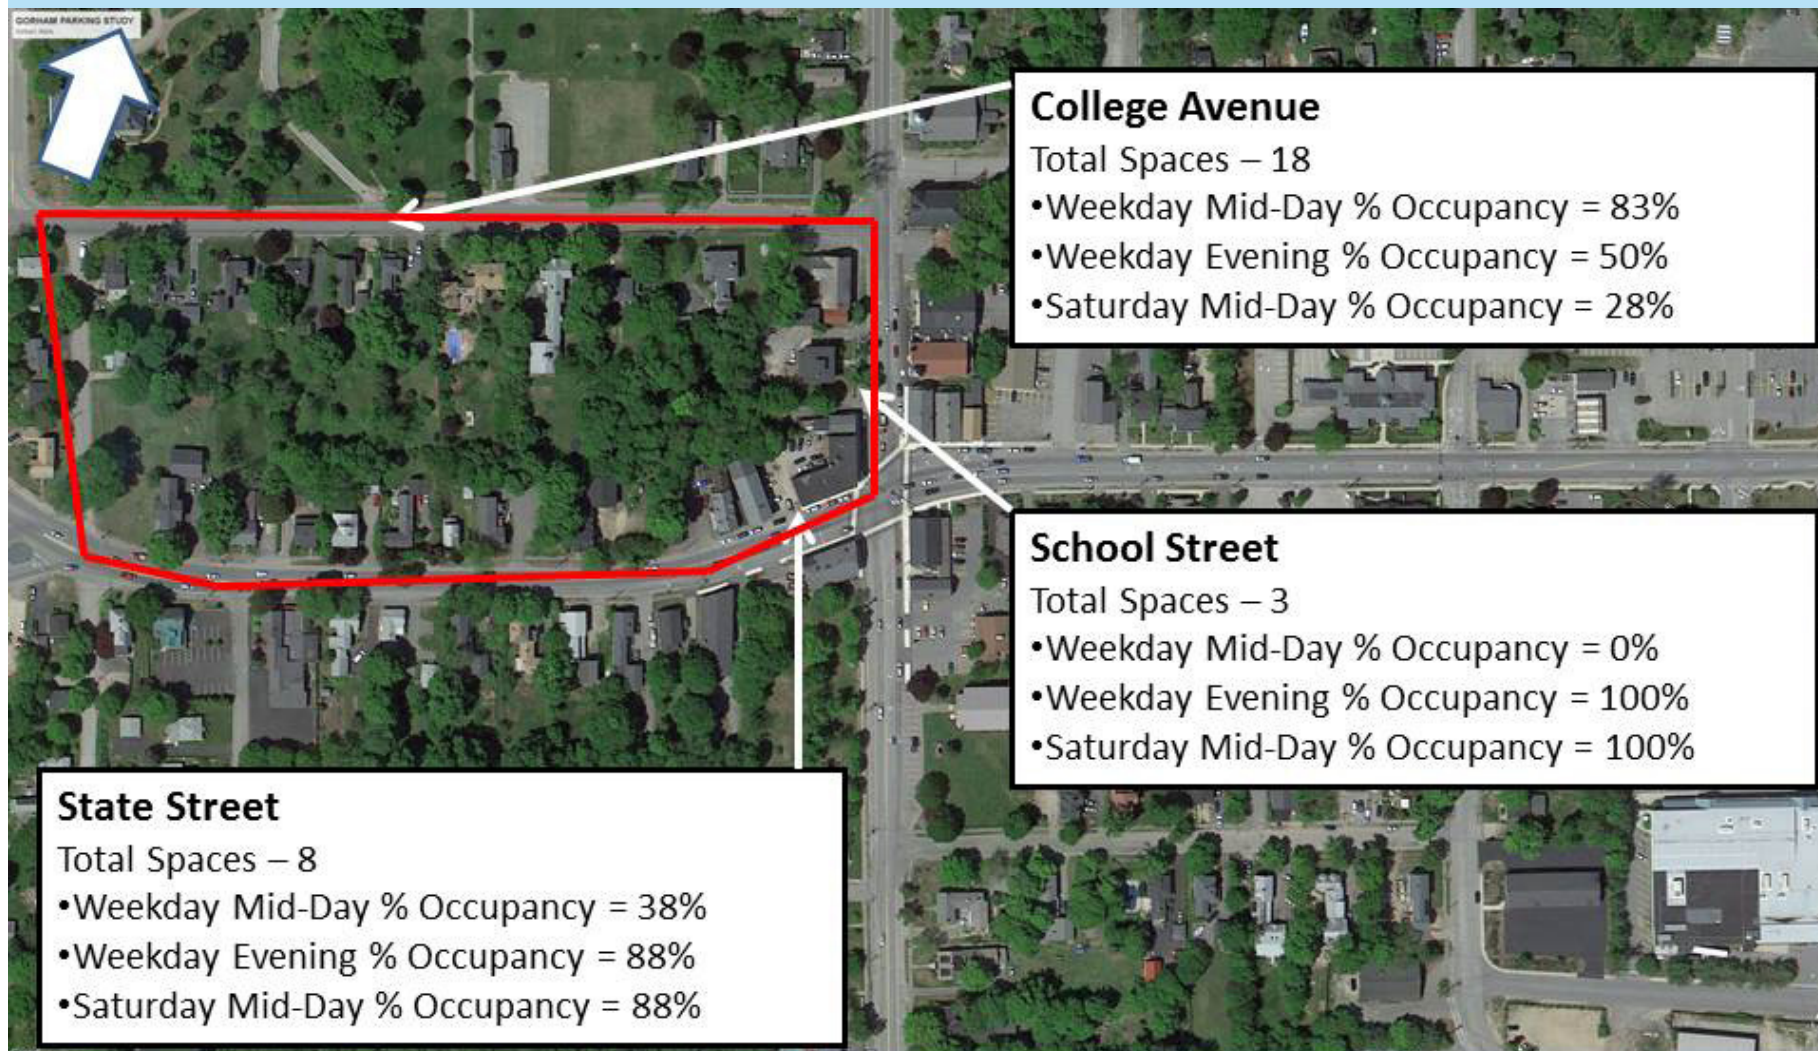 GORHAM PARKING STUDY
College Avenue
Total Spaces – 18
•Weekday Mid-Day % Occupancy = 83%
•Weekday Evening % Occupancy = 50%
•Saturday Mid-Day % Occupancy = 28%
School Street
Total Spaces – 3
•Weekday Mid-Day % Occupancy = 0%
•Weekday Evening % Occupancy = 100%
•Saturday Mid-Day % Occupancy = 100%
State Street
Total Spaces – 8
•Weekday Mid-Day % Occupancy = 38%
•Weekday Evening % Occupancy = 88%
•Saturday Mid-Day % Occupancy = 88%